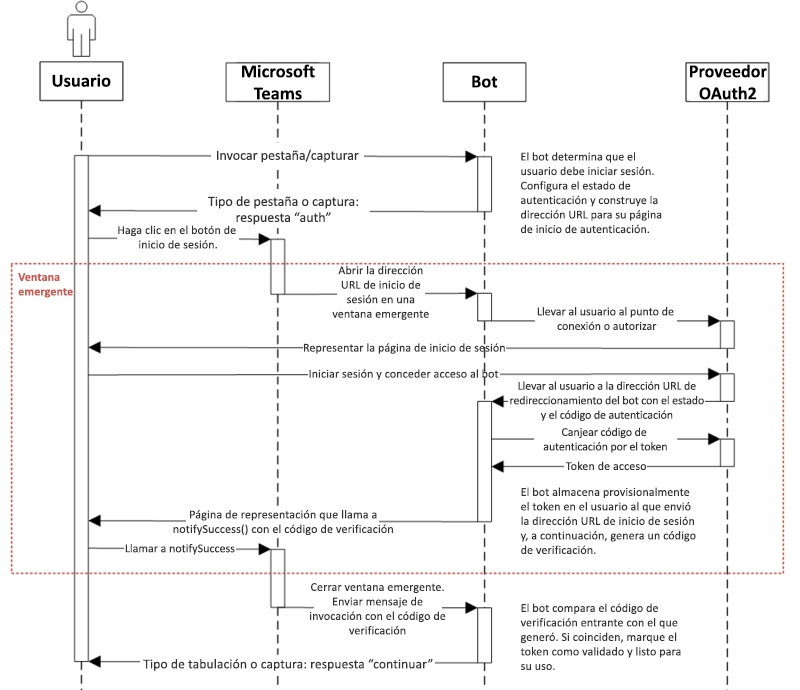 Usuario
Microsoft
Teams
Bot
Proveedor
OAuth2
Invocar pestaña/capturar
El bot determina que el
usuario debe iniciar sesión.
Configura el estado de
autenticación y construye la
dirección URL para su página
de inicio de autenticación.
Tipo de pestaña o captura:
respuesta “auth”
Haga clic en el botón de
inicio de sesión.
Ventana
emergente
Abrir la dirección
URL de inicio de
sesión en una
ventana emergente
Llevar al usuario al punto de
conexión o autorizar
Representar la página de inicio de sesión
Iniciar sesión y conceder acceso al bot
Llevar al usuario a la dirección URL de
redireccionamiento del bot con el estado
y el código de autenticación
Canjear código de
autenticación por el token
Token de acceso
El bot almacena provisionalmente
el token en el usuario al que envió
la dirección URL de inicio de sesión
y, a continuación, genera un código
de verificación.
Página de representación que llama a
notifySuccess() con el código de verificación
Llamar a notifySuccess
Cerrar ventana emergente.
Enviar mensaje de
invocación con el código de
verificación
El bot compara el código de
verificación entrante con el que
generó. Si coinciden, marque el
token como validado y listo para
su uso.
Tipo de tabulación o captura: respuesta “continuar”